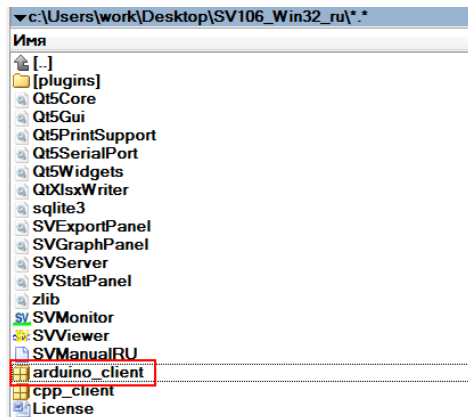 c:\Users\work\Desktop\SV106_Win32_ru\*.*
Имя
[..]
[plugins]
Qt5Core
Qt5Gui
Qt5PrintSupport
Qt5SerialPort
Qt5Widgets
QtXlsxWriter
sqlite3
SVExportPanel
SVGraphPanel
SVServer
SVStatPanel
zlib
SV SVMonitor
SVViewer
SVManualRU
arduino_client
cpp_client
License